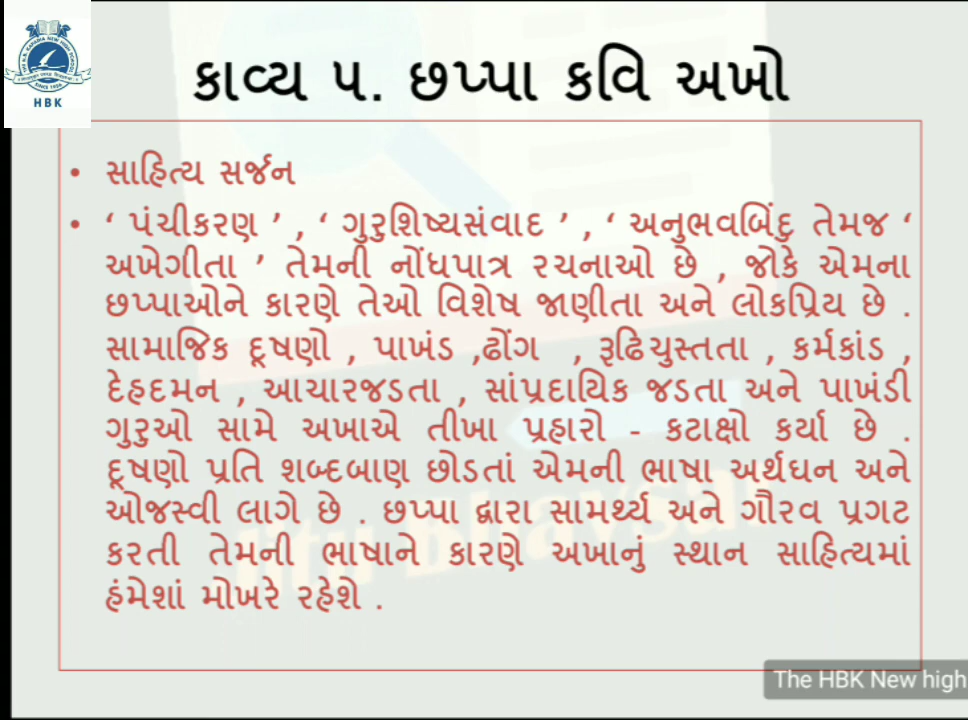 HBK
કાવ્ય ૫. છપ્પા કવિ અખો
• સાહિત્ય સર્જન
• ‘ પંચીકરણ ’ , ‘ ગુરુશિષ્યસંવાદ ’ , ‘ અનુભવબિંદુ તેમજ ‘
અખેગીતા ’ તેમની નોંધપાત્ર રચનાઓ છે , જોકે એમના
છપ્પાઓને કારણે તેઓ વિશેષ જાણીતા અને લોકપ્રિય છે .
સામાજિક દૂષણો , પાખંડ ,ઢોંગ , રૂઢિચુસ્તતા , કર્મકાંડ ,
દેહદમન , આચારજડતા , સાંપ્રદાયિક જડતા અને પાખંડી
ગુરુઓ સામે અખાએ તીખા પ્રહારો - કટાક્ષો કર્યા છે .
દૂષણો પ્રતિ શબ્દબાણ છોડતાં એમની ભાષા અર્થઘન અને
ઓજસ્વી લાગે છે . છપ્પા દ્વારા સામર્થ્ય અને ગૌરવ પ્રગટ
કરતી તેમની ભાષાને કારણે અખાનું સ્થાન સાહિત્યમાં
હંમેશાં મોખરે રહેશે .
The HBK New high